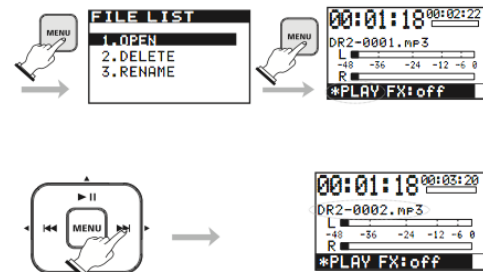 MENU
FILE LIST
1.OPEN
2.DELETE
3.RENAME
MENU
00:01:18 00:02:22
DR2-0001.mp3
L
-48 -36 -24 -12 -6 0
R
*PLAY FX:off
MENU
00:01:18 00:03:20
DR2-0002.mp3
L
-48 -36 -24 -12 -6 0
R
*PLAY FX:off